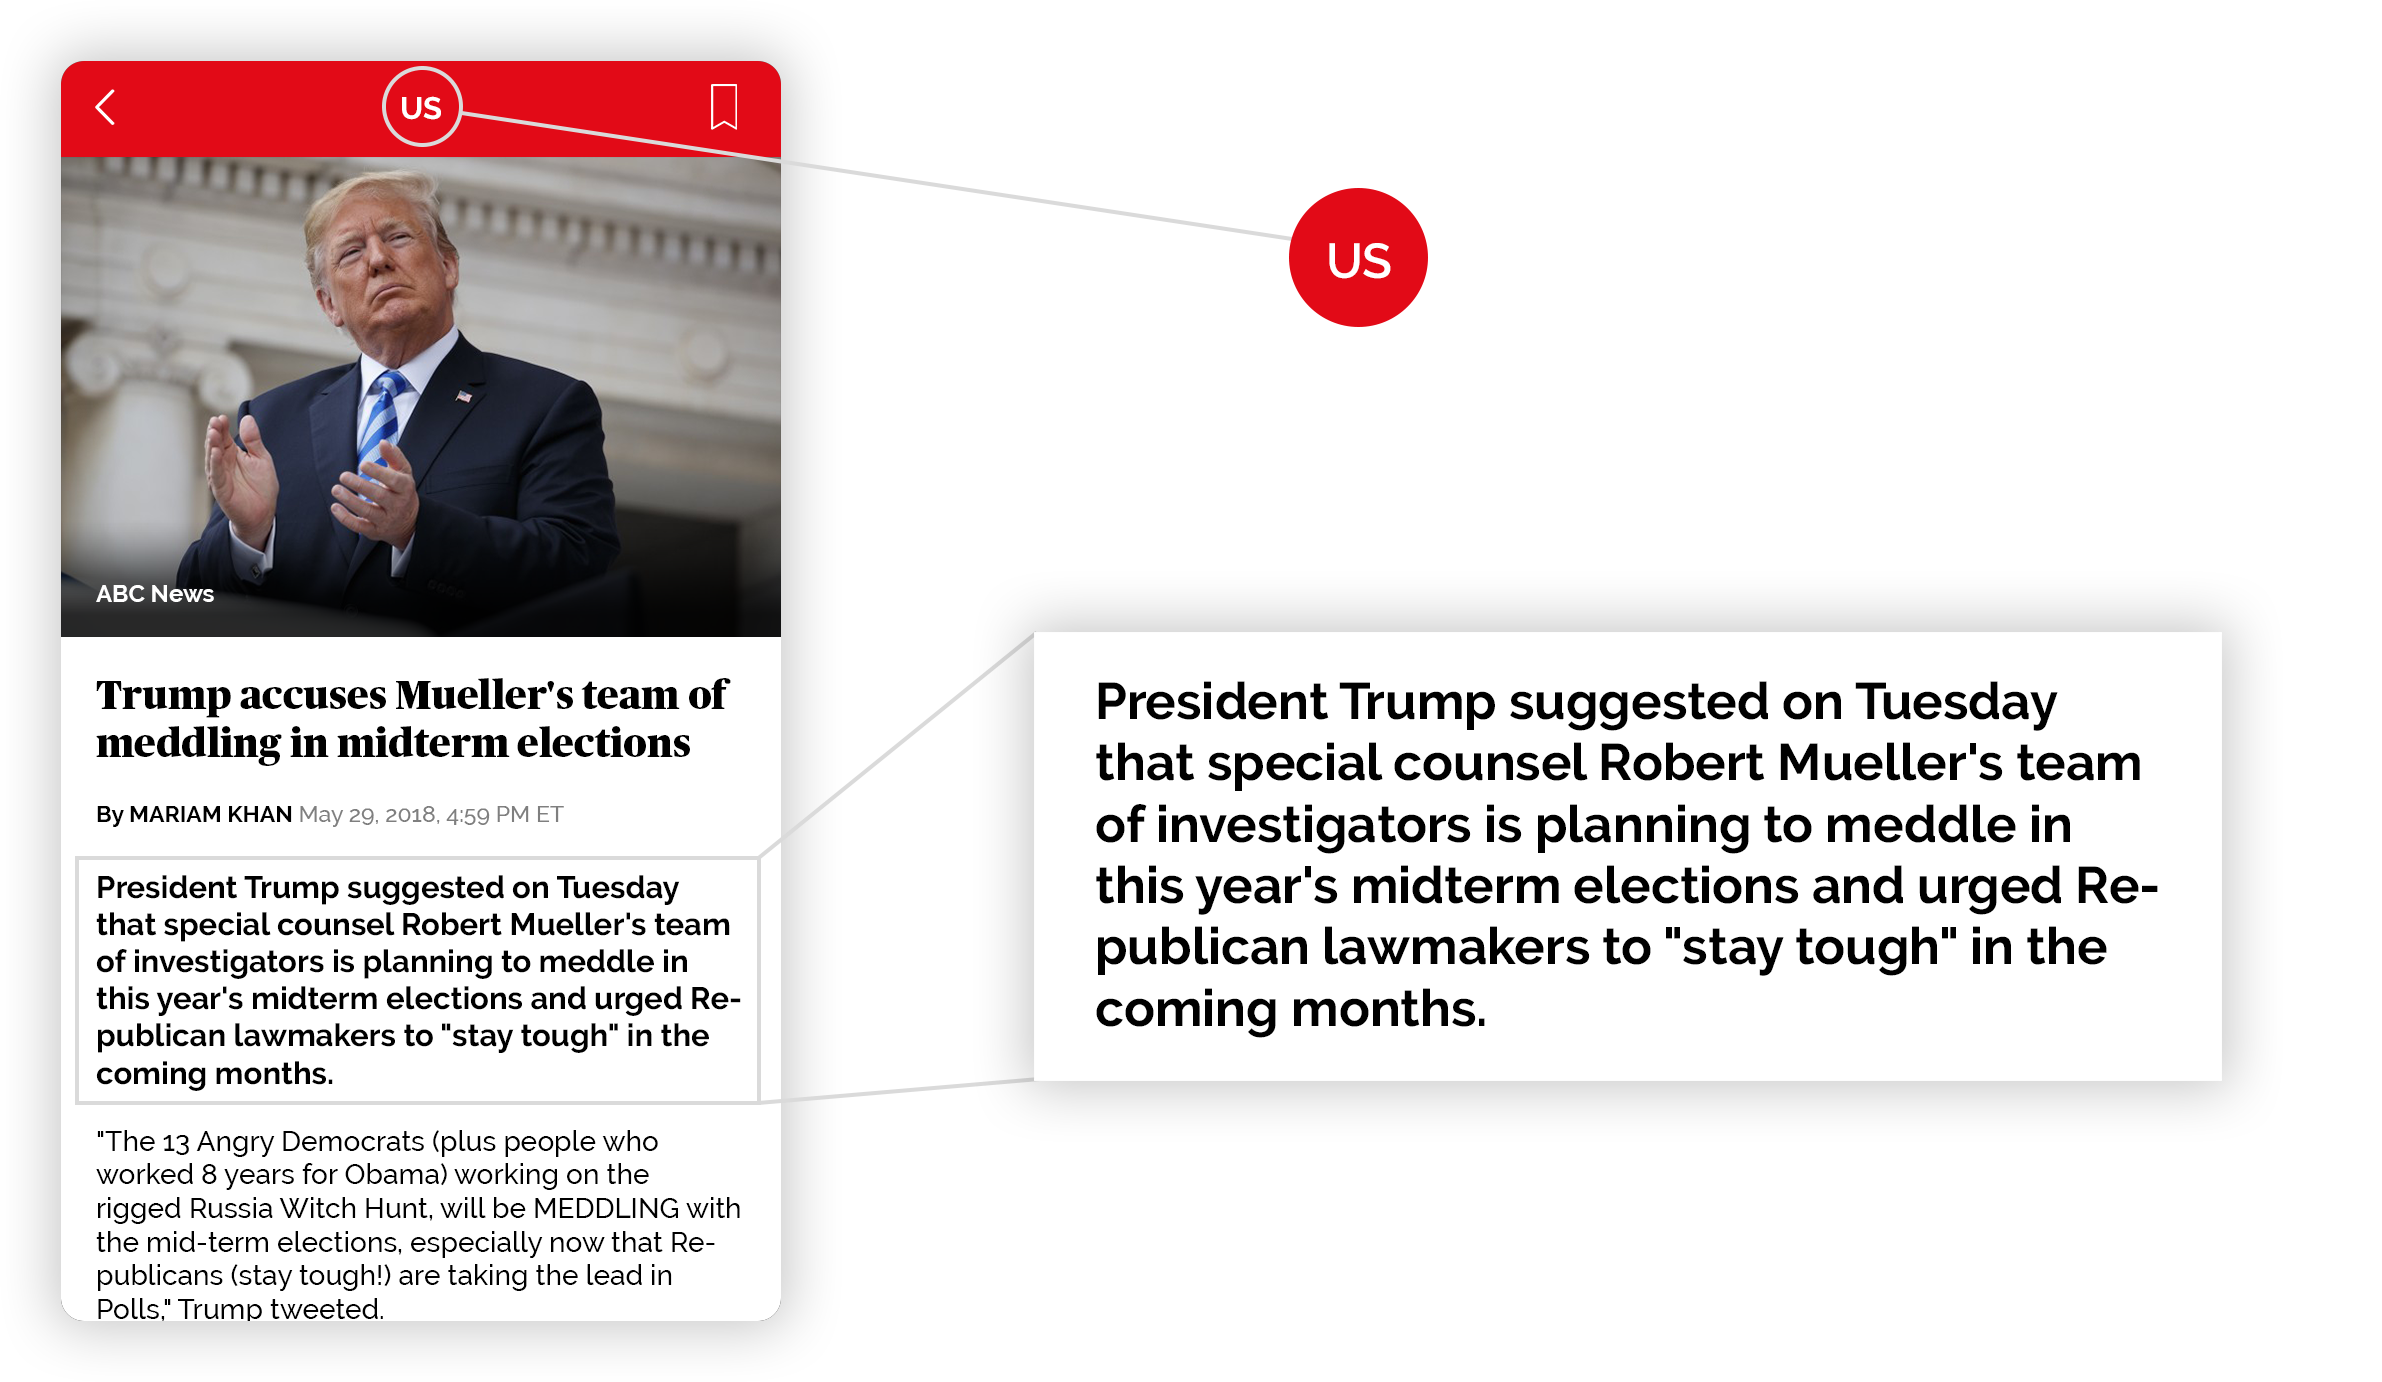 US
ABC News
Trump accuses Mueller's team of
meddling in midterm elections
By MARIAM KHAN May 29, 2018, 4:59 PM ET
President Trump suggested on Tuesday
that special counsel Robert Mueller's team
of investigators is planning to meddle in
this year's midterm elections and urged Re-
publican lawmakers to "stay tough" in the
coming months.
"The 13 Angry Democrats (plus people who
worked 8 years for Obama) working on the
rigged Russia Witch Hunt, will be MEDDLING with
the mid-term elections, especially now that Re-
publicans (stay tough!) are taking the lead in
Polls," Trump tweeted.
US
President Trump suggested on Tuesday
that special counsel Robert Mueller's team
of investigators is planning to meddle in
this year's midterm elections and urged Re-
publican lawmakers to "stay tough" in the
coming months.